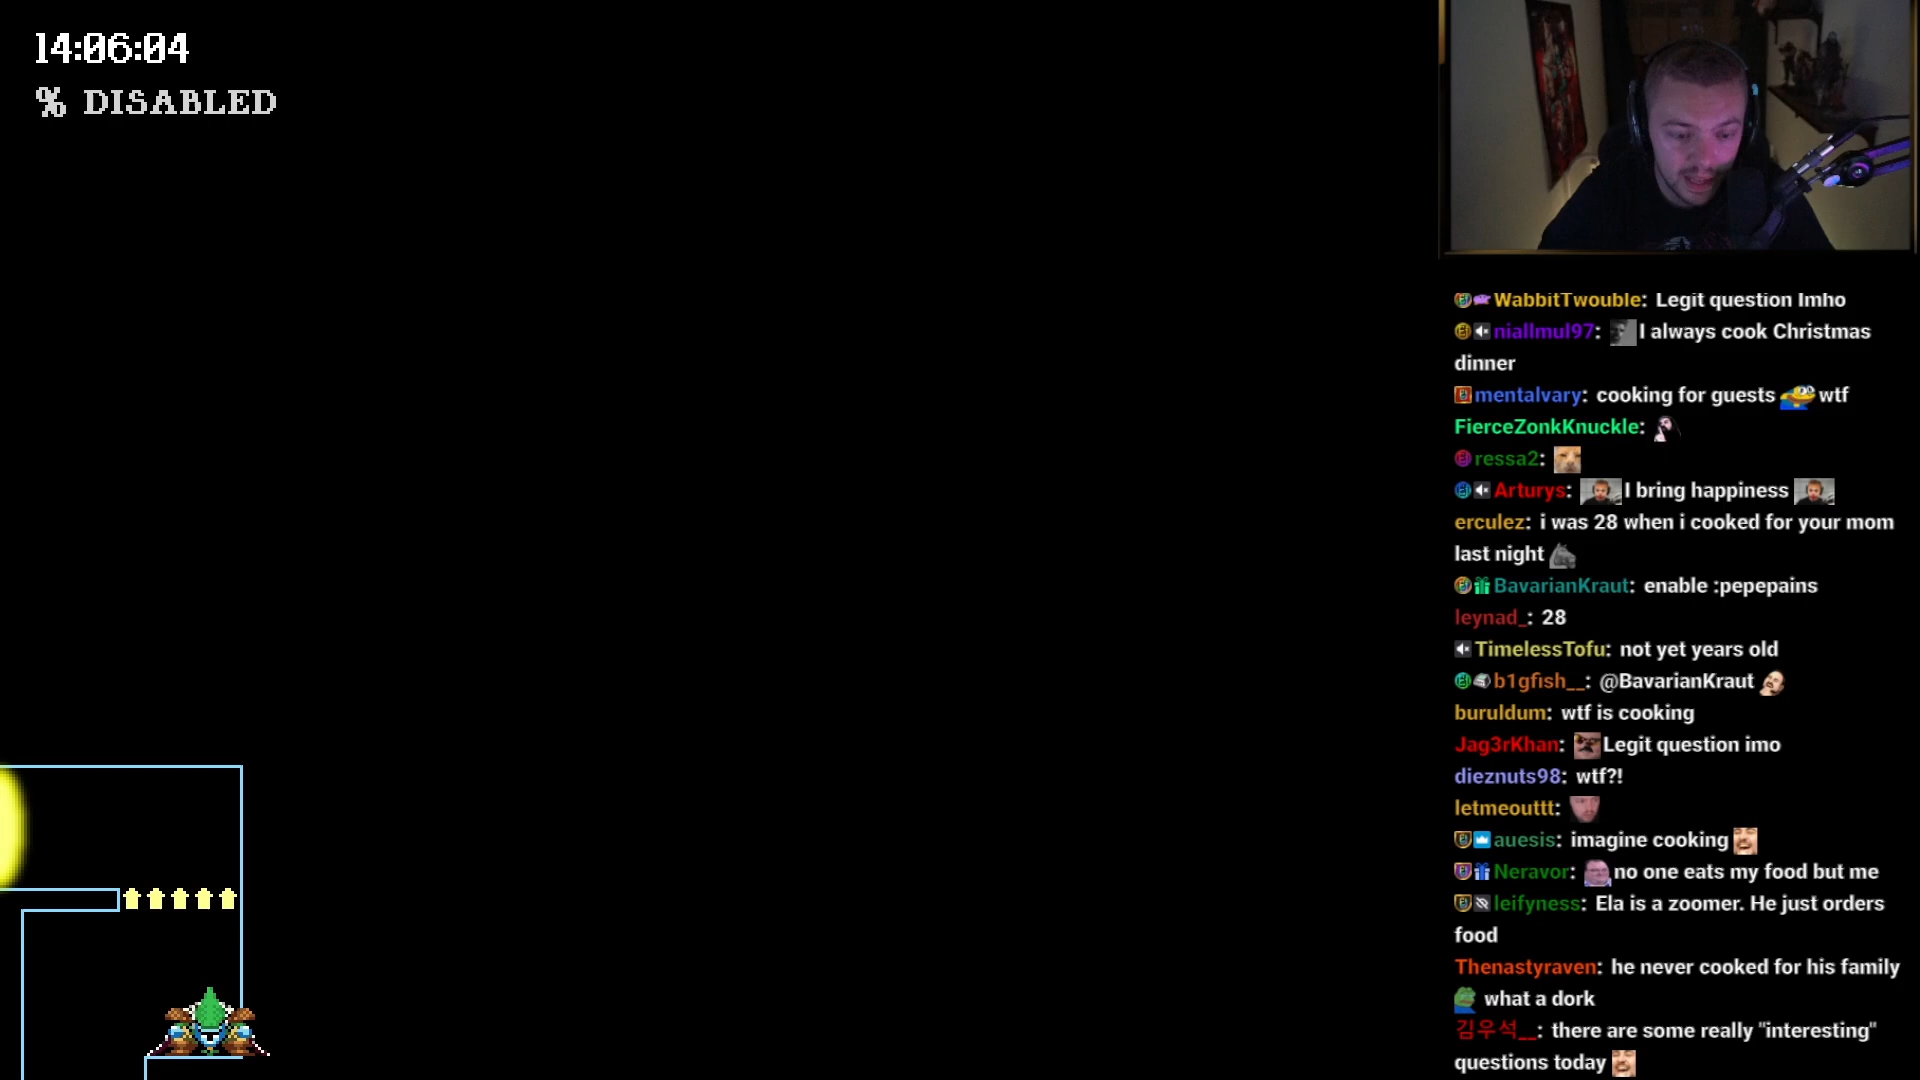 14:06:04
% DISABLED
WabbitTwouble: Legit question Imho
niallmul97: I always cook Christmas
dinner
mentalvary: cooking for guests wtf
FierceZonkKnuckle:
ressa2:
Arturys: I bring happiness
erculez: i was 28 when i cooked for your mom
last night
BavarianKraut: enable :pepepains
leynad_: 28
TimelessTofu: not yet years old
b1gfish__: @BavarianKraut
buruldum: wtf is cooking
Jag3rKhan: Legit question imo
dieznuts98: wtf?!
letmeouttt:
auesis: imagine cooking
Neravor: no one eats my food but me
leifyness: Ela is a zoomer. He just orders
food
Thenastyraven: he never cooked for his family
what a dork
김우석__: there are some really "interesting"
questions today